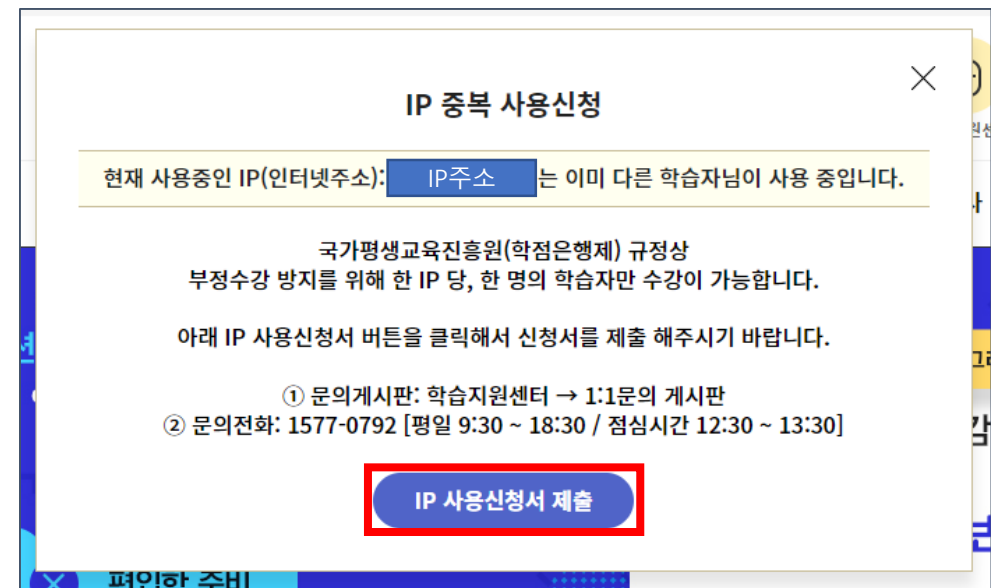 IP 중복 사용신청
현재 사용중인 IP(인터넷주소): IP주소 는 이미 다른 학습자님이 사용 중입니다.
국가평생교육진흥원(학점은행제) 규정상
부정수강 방지를 위해 한 IP 당, 한 명의 학습자만 수강이 가능합니다.
아래 IP 사용신청서 버튼을 클릭해서 신청서를 제출 해주시기 바랍니다.
① 문의게시판: 학습지원센터 → 1:1문의 게시판
② 문의전화: 1577-0792 [평일 9:30 ~ 18:30 / 점심시간 12:30 ~ 13:30]
IP 사용신청서 제출
편안한 준비